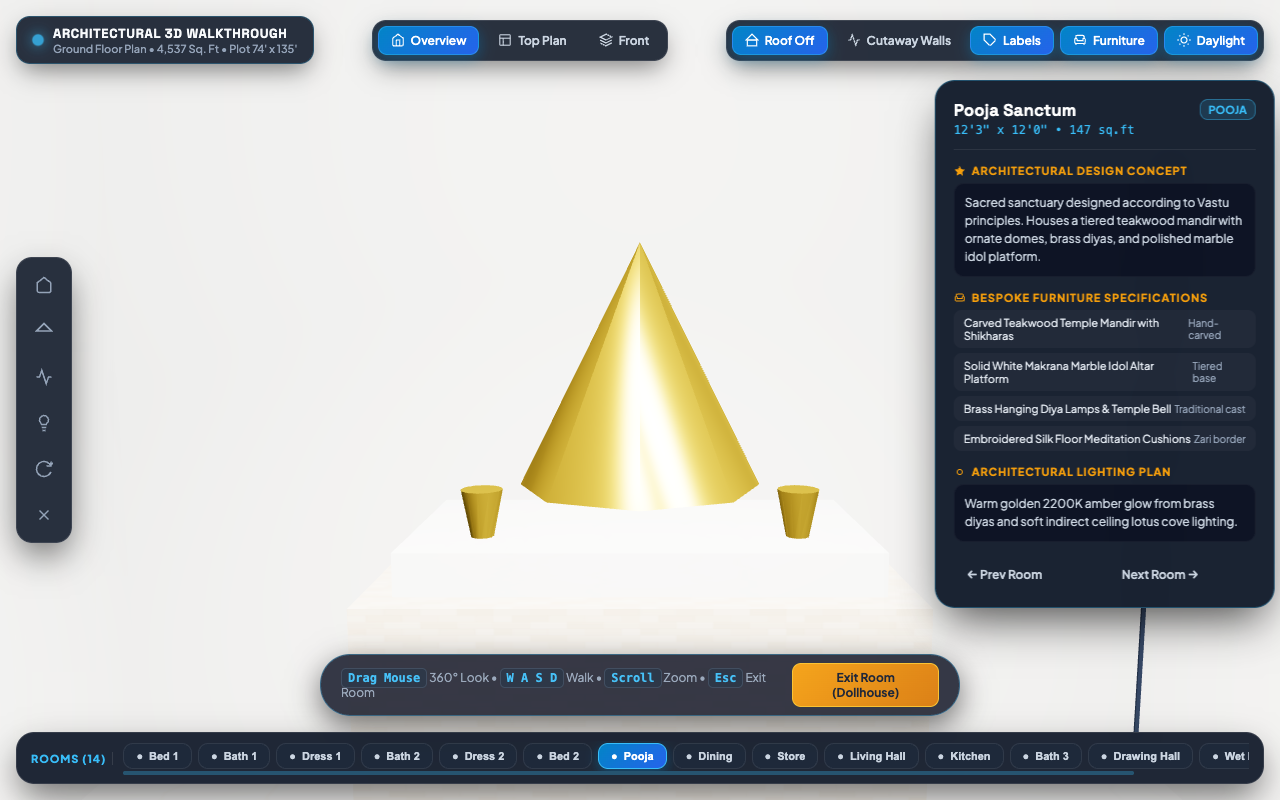 ARCHITECTURAL 3D WALKTHROUGH
Ground Floor Plan • 4,537 Sq. Ft • Plot 74' x 135'
Overview
Top Plan
Front
Roof Off
Cutaway Walls
Labels
Furniture
Daylight
Pooja Sanctum
POOJA
12'3" x 12'0" • 147 sq.ft
ARCHITECTURAL DESIGN CONCEPT
Sacred sanctuary designed according to Vastu
principles. Houses a tiered teakwood mandir with
ornate domes, brass diyas, and polished marble
idol platform.
BESPOKE FURNITURE SPECIFICATIONS
Carved Teakwood Temple Mandir with
Shikharas
Hand-
carved
Solid White Makrana Marble Idol Altar
Platform
Tiered
base
Brass Hanging Diya Lamps & Temple Bell Traditional cast
Embroidered Silk Floor Meditation Cushions Zari border
ARCHITECTURAL LIGHTING PLAN
Warm golden 2200K amber glow from brass
diyas and soft indirect ceiling lotus cove lighting.
← Prev Room
Next Room →
Drag Mouse 360° Look • W A S D Walk • Scroll Zoom • Esc Exit
Room
Exit Room
(Dollhouse)
ROOMS (14)
Bed 1
Bath 1
Dress 1
Bath 2
Dress 2
Bed 2
Pooja
Dining
Store
Living Hall
Kitchen
Bath 3
Drawing Hall
Wet